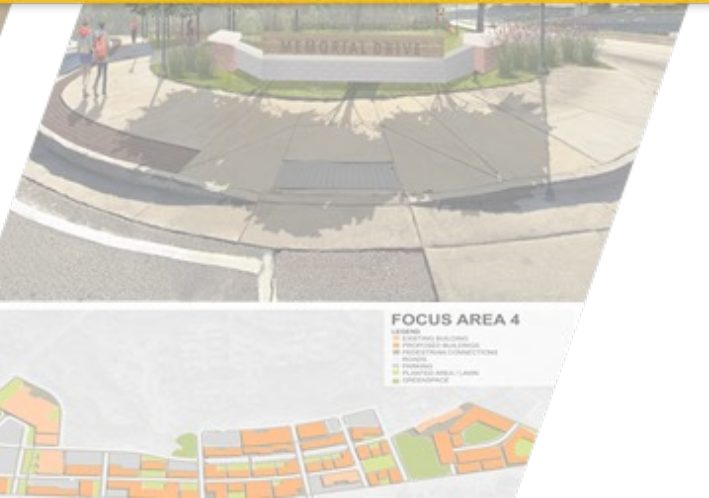 MEMORIAL DRIVE
FOCUS AREA 4
LEGEND
EXISTING BUILDING
PROPOSED BUILDINGS
PEDESTRIAN CONNECTIONS
ROADS
PARKING
PLANTED AREA / LAWN
GREENSPACE